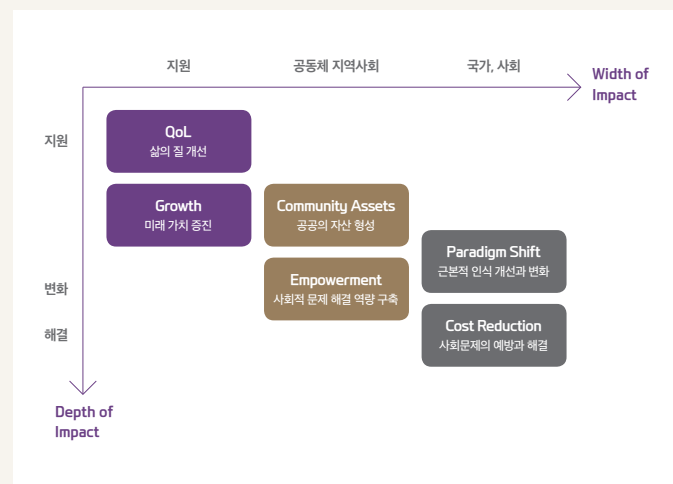 지원
공동체 지역사회
국가, 사회
Width of
Impact
지원
QoL
삶의 질 개선
Growth
미래 가치 증진
Community Assets
공공의 자산 형성
Paradigm Shift
근본적 인식 개선과 변화
Empowerment
사회적 문제 해결 역량 구축
변화
Cost Reduction
사회문제의 예방과 해결
해결
Depth of
Impact